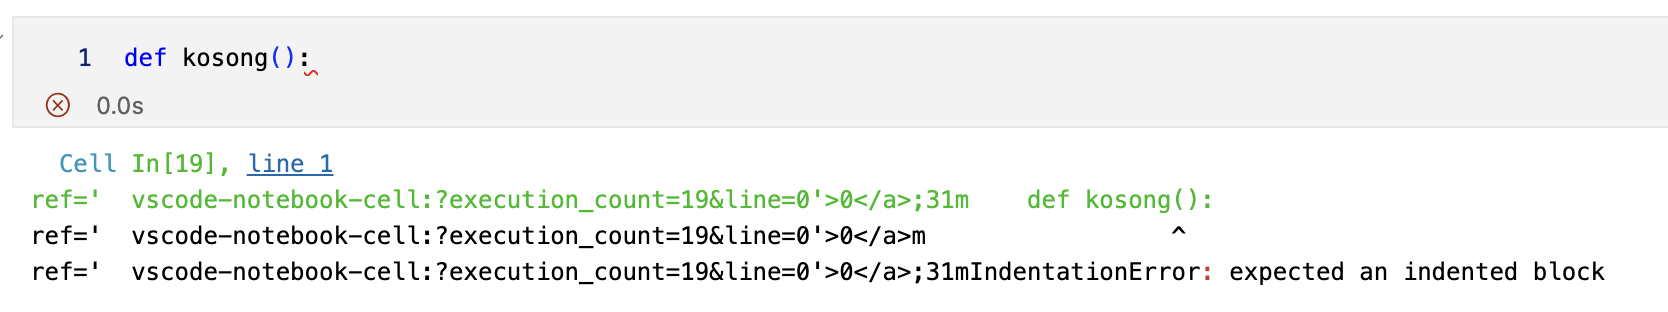 1 def kosong():
0.0s
Cell In[19], line 1
ref=' vscode-notebook-cell:?execution_count=19&line=0'>0</a>;31m    def kosong():
ref=' vscode-notebook-cell:?execution_count=19&line=0'>0</a>m                 ^
ref=' vscode-notebook-cell:?execution_count=19&line=0'>0</a>;31mIndentationError: expected an indented block